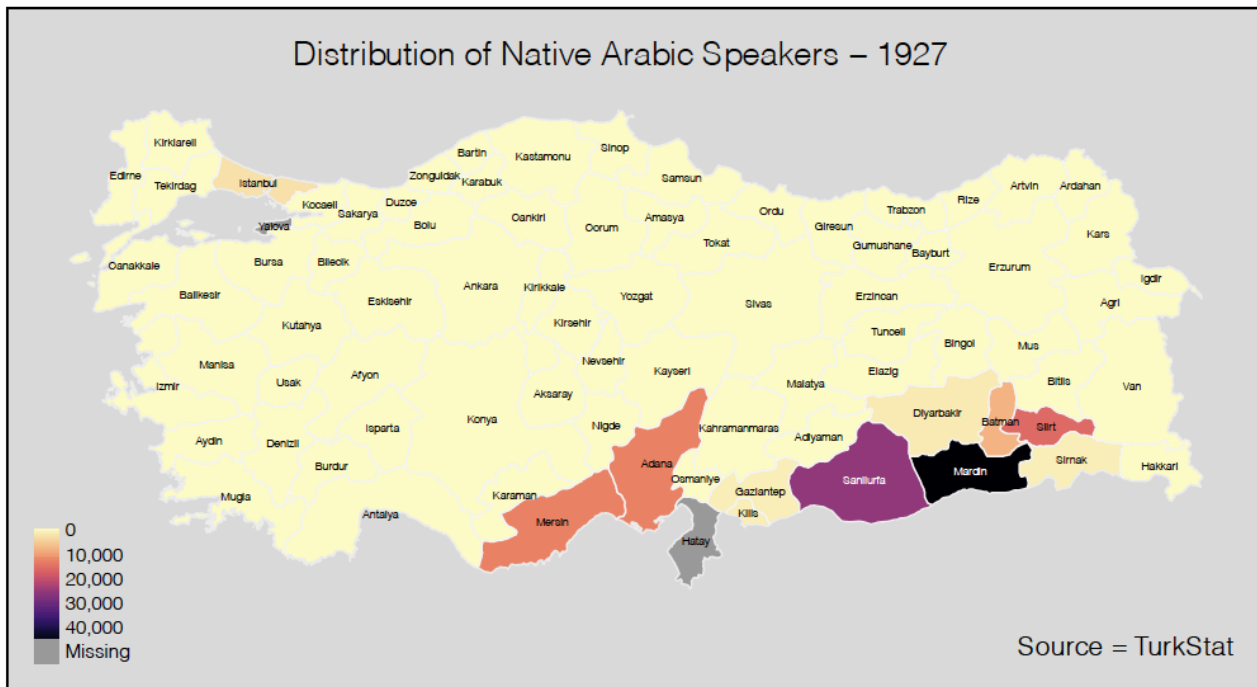 Distribution of Native Arabic Speakers – 1927
Kirklareli
Edirne
Tekirdag
Istanbul
Kocaeli
Yalova
Sakarya
Duzoe
Zonguldak
Bartin
Karabuk
Kastamonu
Sinop
Samsun
Bolu
Oankiri
Oorum
Amasya
Tokat
Ordu
Giresun
Trabzon
Gumushane
Bayburt
Rize
Artvin
Ardahan
Kars
Igdir
Agri
Erzurum
Erzincan
Oanakkale
Balikesir
Bursa
Bilecik
Kutahya
Eskisehir
Ankara
Kirikkale
Kirsehir
Yozgat
Sivas
Tunceli
Bingol
Mus
Bitlis
Van
Manisa
Izmir
Usak
Afyon
Nevsehir
Kayseri
Malatya
Elazig
Aksaray
Konya
Nigde
Kahramanmaras
Adiyaman
Diyarbakir
Batman
Siirt
Sirnak
Hakkari
Aydin
Denizli
Isparta
Burdur
Mugla
Antalya
Karaman
Mersin
Adana
Osmaniye
Gaziantep
Kilis
Sanliurfa
Mardin
Hatay
0
10,000
20,000
30,000
40,000
Missing
Source = TurkStat